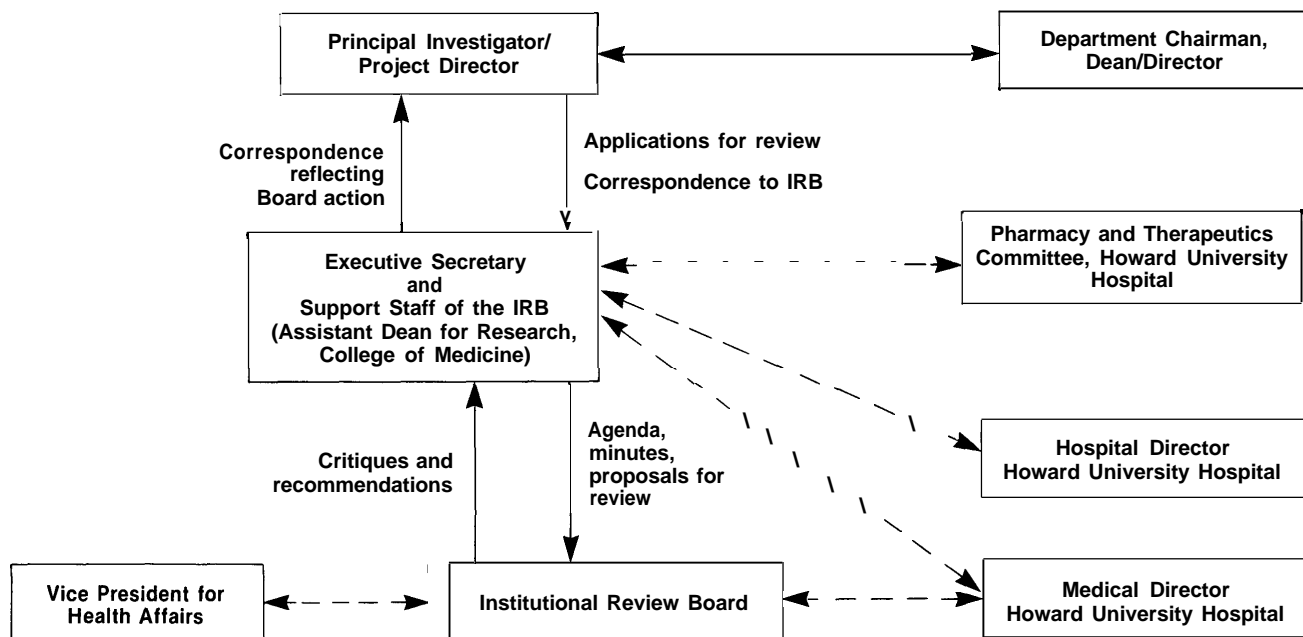 Principal Investigator/
Project Director
Department Chairman,
Dean/Director
Correspondence
reflecting
Board action
Applications for review
Correspondence to IRB
Executive Secretary
and
Support Staff of the IRB
(Assistant Dean for Research,
College of Medicine)
Pharmacy and Therapeutics
Committee, Howard University
Hospital
Critiques and
recommendations
Agenda,
minutes,
proposals for
review
Hospital Director
Howard University Hospital
Vice President for
Health Affairs
Institutional Review Board
Medical Director
Howard University Hospital